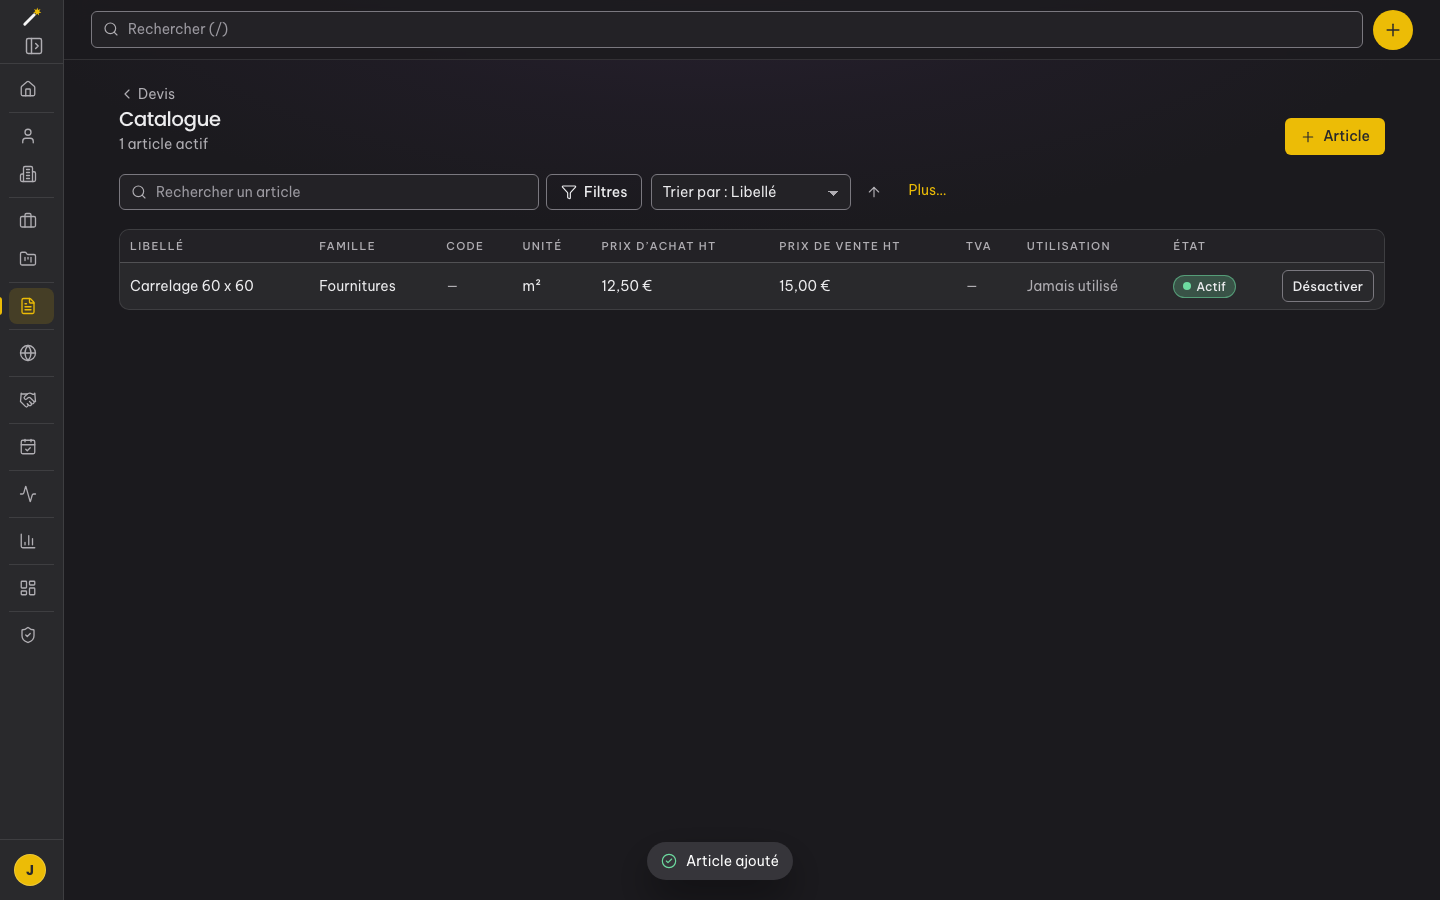 Rechercher (/)
Devis
Catalogue
1 article actif
Article
Rechercher un article
Filtres
Trier par : Libellé
Plus...
LIBELLÉ FAMILLE CODE UNITÉ PRIX D'ACHAT HT PRIX DE VENTE HT TVA UTILISATION ÉTAT
Carrelage 60 x 60 Fournitures — m² 12,50 € 15,00 € — Jamais utilisé Actif Désactiver
Article ajouté
J